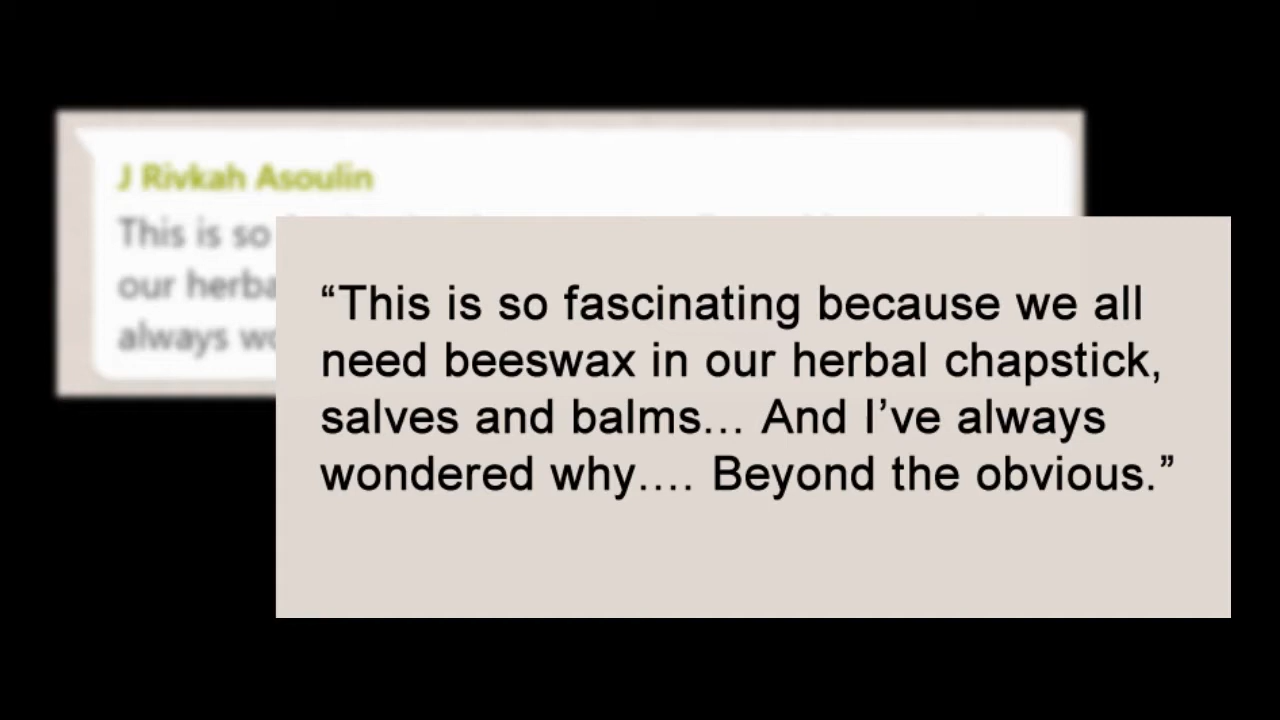 J Rivkah Asoulin
This is so
our herba
always wo
“This is so fascinating because we all
need beeswax in our herbal chapstick,
salves and balms... And I’ve always
wondered why.... Beyond the obvious.”